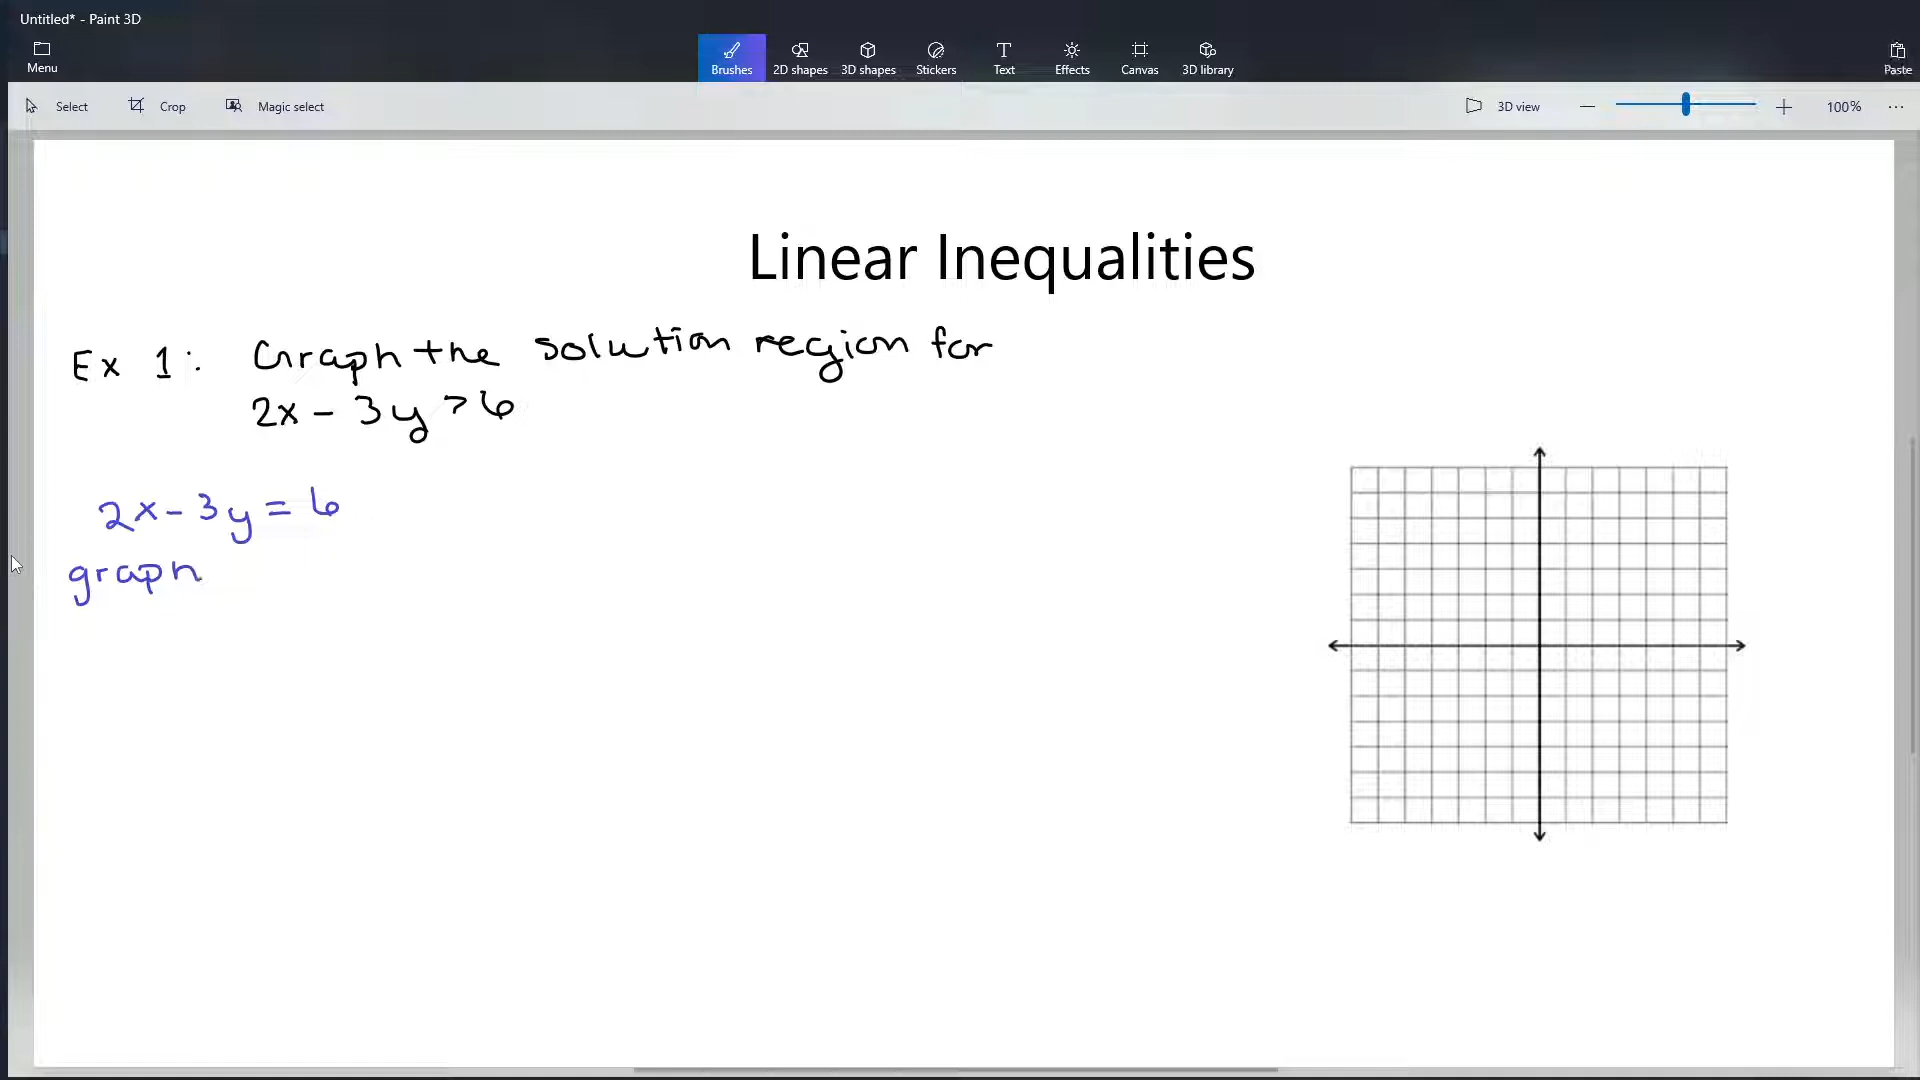 Untitled* - Paint 3D
Menu
Brushes 2D shapes 3D shapes Stickers Text Effects Canvas 3D library
Paste
Select Crop Magic select
3D view 100%
Linear Inequalities
Ex 1: Graph the solution region for
2x - 3y > 6
2x - 3y = 6
graph